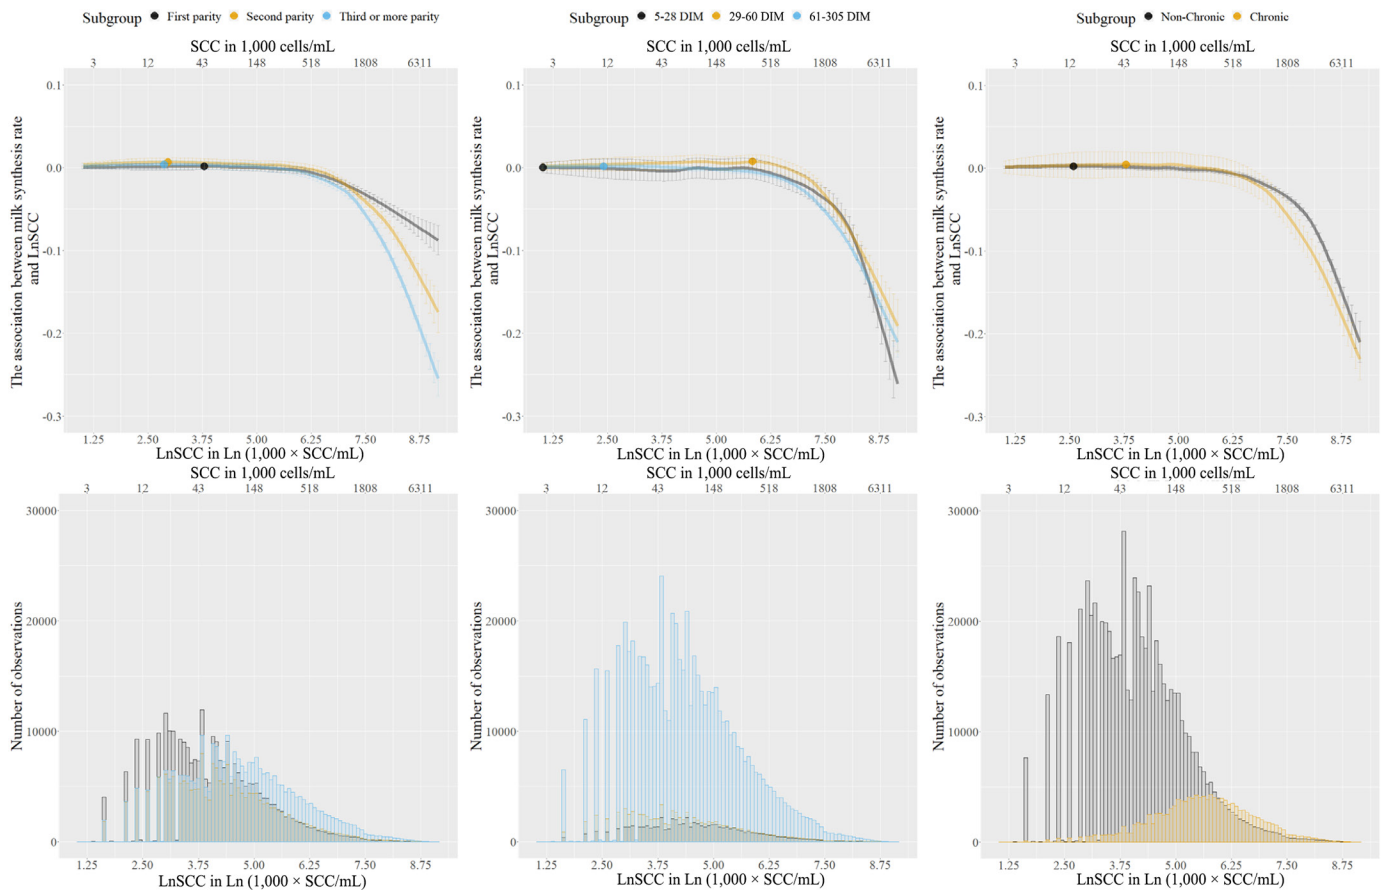 Subgroup First parity Second parity Third or more parity
SCC in 1,000 cells/mL
3 12 43 148 518 1808 6311
The association between milk synthesis rate
and LnSCC
0.1
0.0
-0.1
-0.2
-0.3
1.25 2.50 3.75 5.00 6.25 7.50 8.75
LnSCC in Ln (1,000 × SCC/mL)
Subgroup 5-28 DIM 29-60 DIM 61-305 DIM
SCC in 1,000 cells/mL
3 12 43 148 518 1808 6311
The association between milk synthesis rate
and LnSCC
0.1
0.0
-0.1
-0.2
-0.3
1.25 2.50 3.75 5.00 6.25 7.50 8.75
LnSCC in Ln (1,000 × SCC/mL)
Subgroup Non-Chronic Chronic
SCC in 1,000 cells/mL
3 12 43 148 518 1808 6311
The association between milk synthesis rate
and LnSCC
0.1
0.0
-0.1
-0.2
-0.3
1.25 2.50 3.75 5.00 6.25 7.50 8.75
LnSCC in Ln (1,000 × SCC/mL)
SCC in 1,000 cells/mL
3 12 43 148 518 1808 6311
Number of observations
30000
20000
10000
0
1.25 2.50 3.75 5.00 6.25 7.50 8.75
LnSCC in Ln (1,000 × SCC/mL)
SCC in 1,000 cells/mL
3 12 43 148 518 1808 6311
Number of observations
30000
20000
10000
0
1.25 2.50 3.75 5.00 6.25 7.50 8.75
LnSCC in Ln (1,000 × SCC/mL)
SCC in 1,000 cells/mL
3 12 43 148 518 1808 6311
Number of observations
30000
20000
10000
0
1.25 2.50 3.75 5.00 6.25 7.50 8.75
LnSCC in Ln (1,000 × SCC/mL)